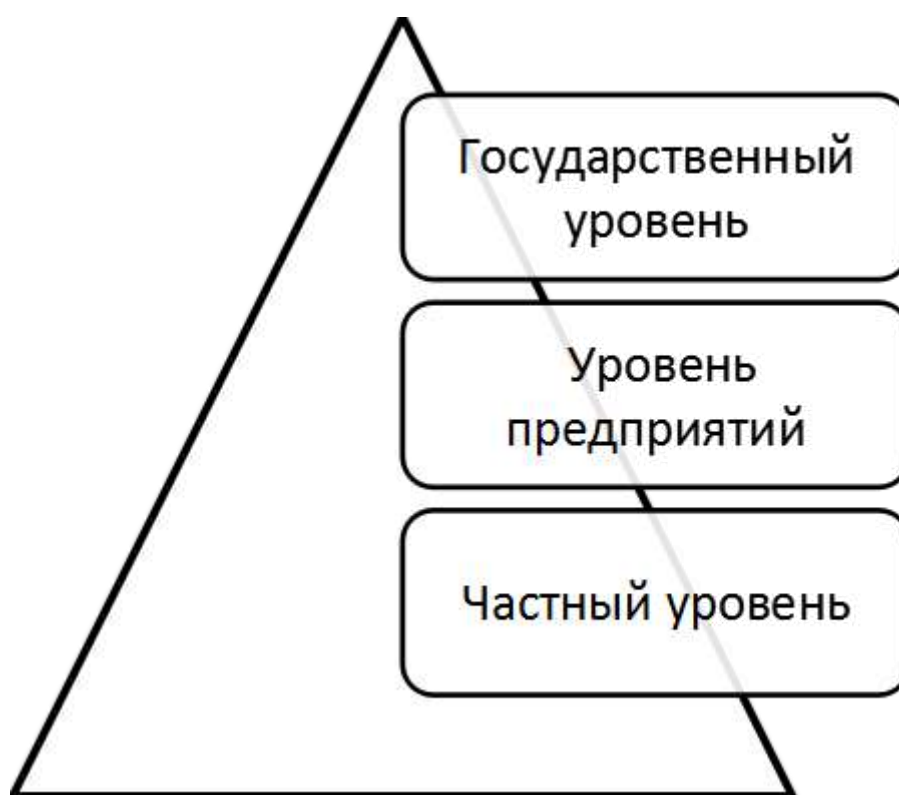 Государственный
уровень
Уровень
предприятий
Частный уровень